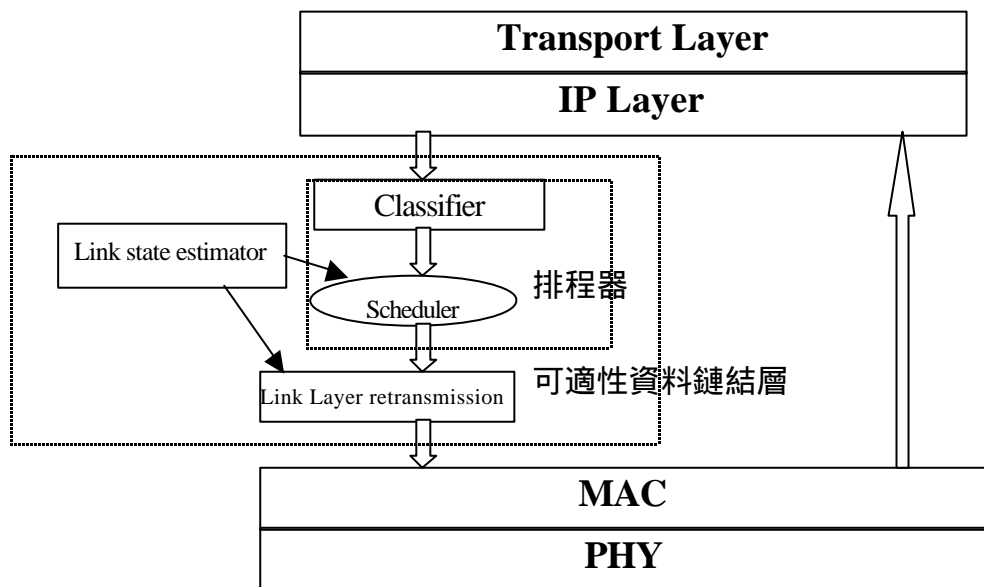 Transport Layer
IP Layer
Classifier
Link state estimator
排程器
Scheduler
可適性資料鏈結層
Link Layer retransmission
MAC
PHY